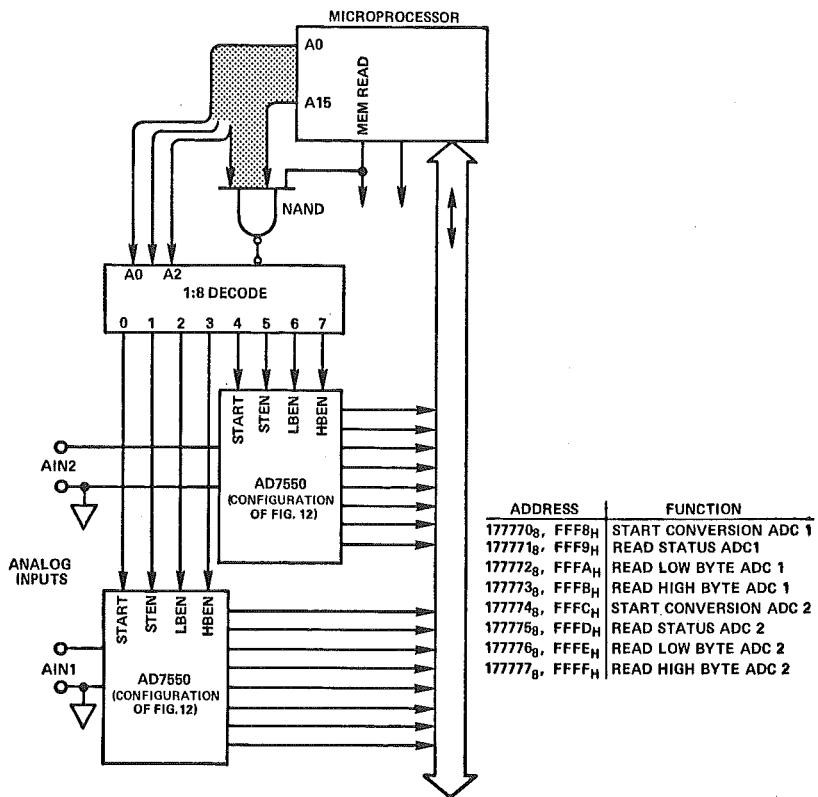 MICROPROCESSOR
A0
A15
MEM READ
NAND
A0 A2
1:8 DECODE
0 1 2 3 4 5 6 7
START STEN LBEN HBEN
AIN2
AD7550
(CONFIGURATION
OF FIG. 12)
ANALOG
INPUTS
START STEN LBEN HBEN
AIN1
AD7550
(CONFIGURATION
OF FIG.12)
ADDRESS FUNCTION
177770₈, FFF8H START CONVERSION ADC 1
177771₈, FFF9H READ STATUS ADC1
177772₈, FFFAH READ LOW BYTE ADC 1
177773₈, FFFBH READ HIGH BYTE ADC 1
177774₈, FFFCH START CONVERSION ADC 2
177775₈, FFFDH READ STATUS ADC 2
177776₈, FFFEH READ LOW BYTE ADC 2
177777₈, FFFFH READ HIGH BYTE ADC 2